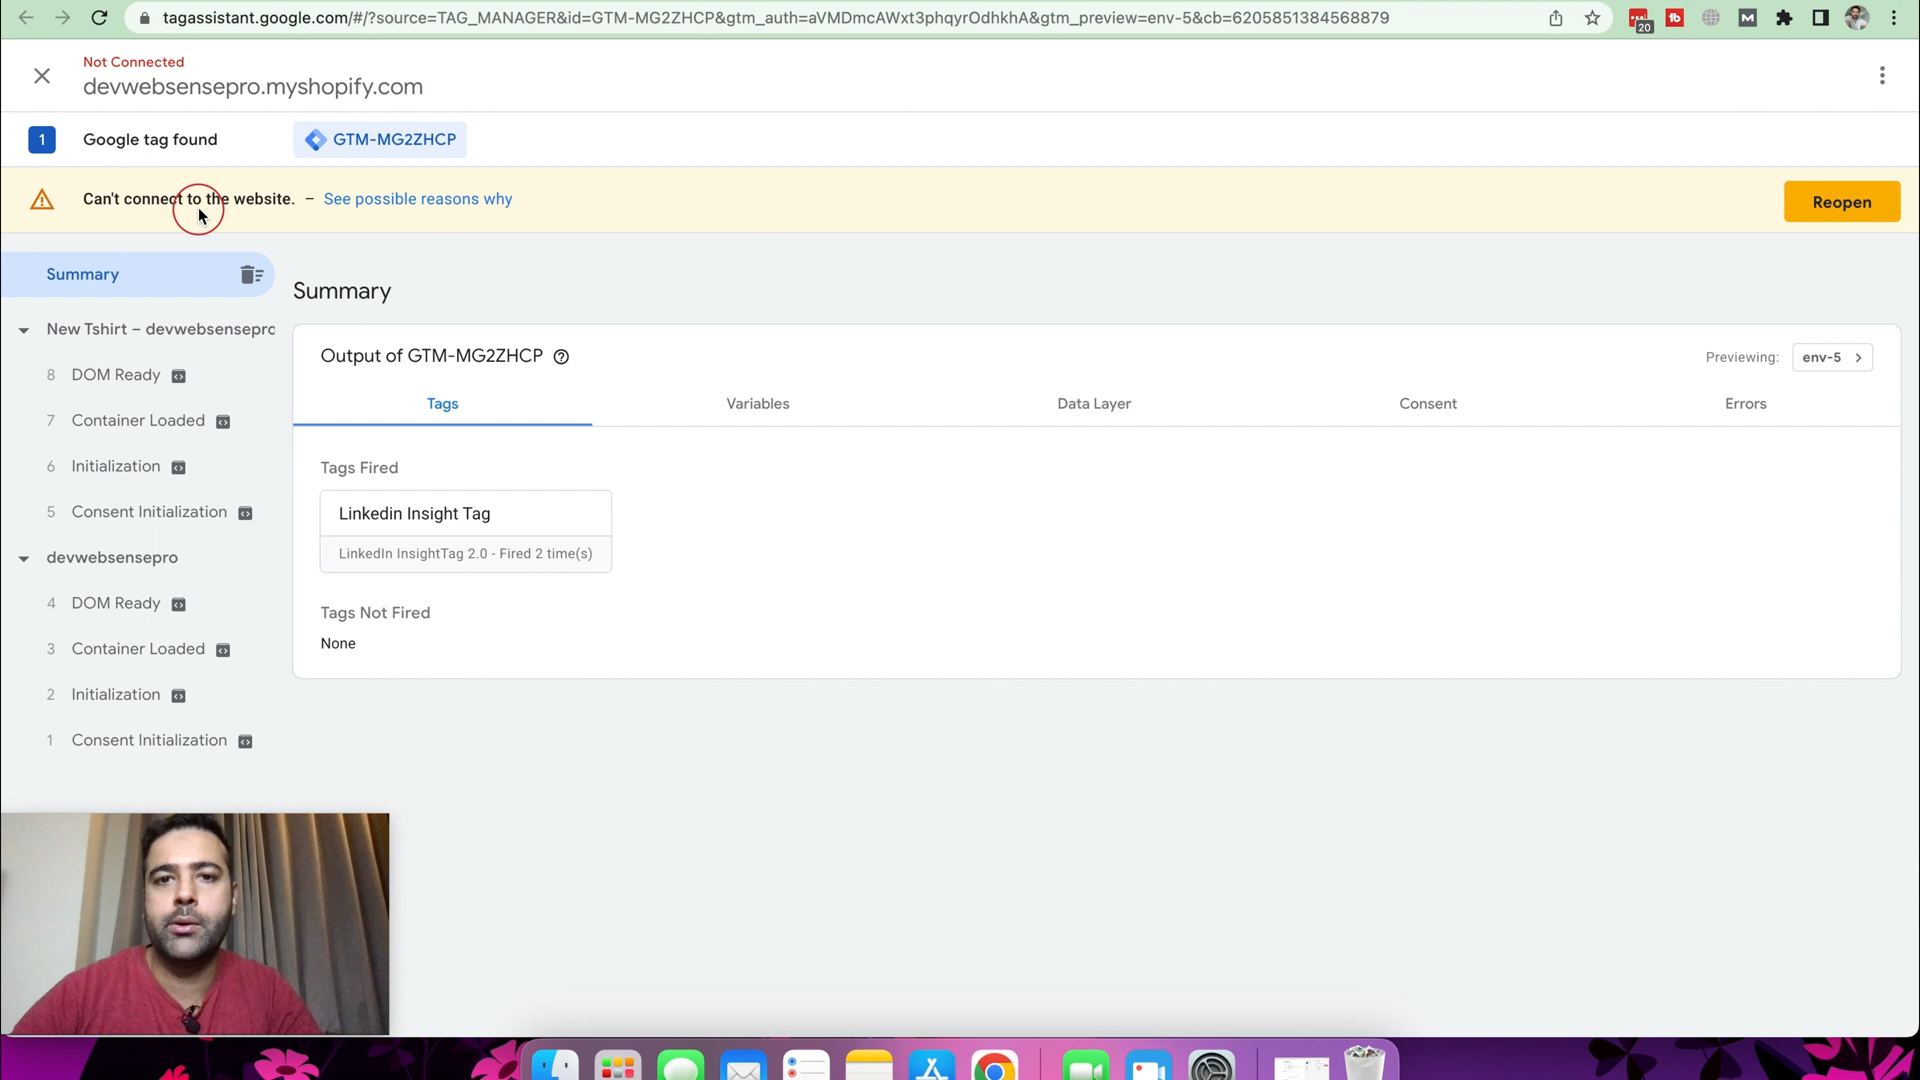 tagassistant.google.com/#/?source=TAG_MANAGER&id=GTM-MG2ZHCP&gtm_auth=aVMDmcAWxt3phqyrOdhkhA&gtm_preview=env-5&cb=6205851384568879
20
Not Connected
devwebsensepro.myshopify.com
1 Google tag found GTM-MG2ZHCP
Can't connect to the website. – See possible reasons why
Reopen
Summary
New Tshirt – devwebsensepro
8 DOM Ready
7 Container Loaded
6 Initialization
5 Consent Initialization
devwebsensepro
4 DOM Ready
3 Container Loaded
2 Initialization
1 Consent Initialization
Summary
Output of GTM-MG2ZHCP
Previewing: env-5
Tags Variables Data Layer Consent Errors
Tags Fired
Linkedin Insight Tag
LinkedIn InsightTag 2.0 - Fired 2 time(s)
Tags Not Fired
None